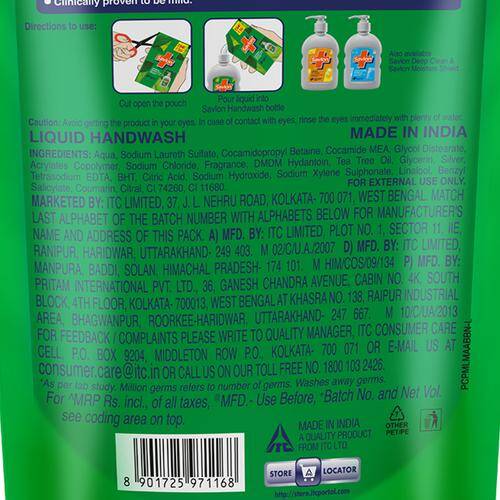 • Clinically proven to be mild.
Directions to use:
Savlon
Savlon
Savlon
Savlon
Cut open the pouch
Pour liquid into
Savlon Handwash bottle
Also available
Savlon Deep Clean &
Savlon Moisture Shield
Caution: Avoid getting the product in your eyes. In case of contact with eyes, rinse the eyes immediately with plenty of water.
LIQUID HANDWASH MADE IN INDIA
INGREDIENTS: Aqua, Sodium Laureth Sulfate, Cocamidopropyl Betaine, Cocamide MEA, Glycol Distearate,
Acrylates Copolymer, Sodium Chloride, Fragrance, DMDM Hydantoin, Tea Tree Oil, Glycerin, Silver,
Tetrasodium EDTA, BHT, Citric Acid, Sodium Hydroxide, Sodium Xylene Sulphonate, Linalool, Benzyl
Salicylate, Coumarin, Citral, CI 74260, CI 11680. FOR EXTERNAL USE ONLY.
MARKETED BY: ITC LIMITED, 37, J. L. NEHRU ROAD, KOLKATA- 700 071, WEST BENGAL. MATCH
LAST ALPHABET OF THE BATCH NUMBER WITH ALPHABETS BELOW FOR MANUFACTURER'S
NAME AND ADDRESS OF THIS PACK. A) MFD. BY: ITC LIMITED, PLOT NO. 1, SECTOR 11, IIE,
RANIPUR, HARIDWAR, UTTARAKHAND- 249 403. M 02/C/UA./2007 D) MFD. BY: ITC LIMITED,
MANPURA, BADDI, SOLAN, HIMACHAL PRADESH- 174 101. M HIM/COS/09/134 P) MFD. BY:
PRITAM INTERNATIONAL PVT. LTD., 36, GANESH CHANDRA AVENUE, CABIN NO. 4K, SOUTH
BLOCK, 4TH FLOOR, KOLKATA- 700013, WEST BENGAL AT KHASRA NO. 138, RAIPUR INDUSTRIAL
AREA, BHAGWANPUR, ROORKEE-HARIDWAR, UTTARAKHAND- 247 667. M 10/C/UA/2013
FOR FEEDBACK / COMPLAINTS PLEASE WRITE TO QUALITY MANAGER, ITC CONSUMER CARE
CELL, P.O. BOX 9204, MIDDLETON ROW P.O., KOLKATA- 700 071 OR E-MAIL US AT
consumer.care@itc.in OR CALL US ON OUR TOLL FREE NO. 1800 103 2426.
*As per lab study. Million germs refers to number of germs. Washes away germs.
For ^MRP Rs. incl., of all taxes, ®MFD.- Use Before, *Batch No. and Net Vol.
see coding area on top.
PCPMLMAABBN-L
7
OTHER
PET/PE
MADE IN INDIA
A QUALITY PRODUCT
FROM ITC LTD.
ITC
STORE LOCATOR
http://store.itcportal.com
8 901725 971168